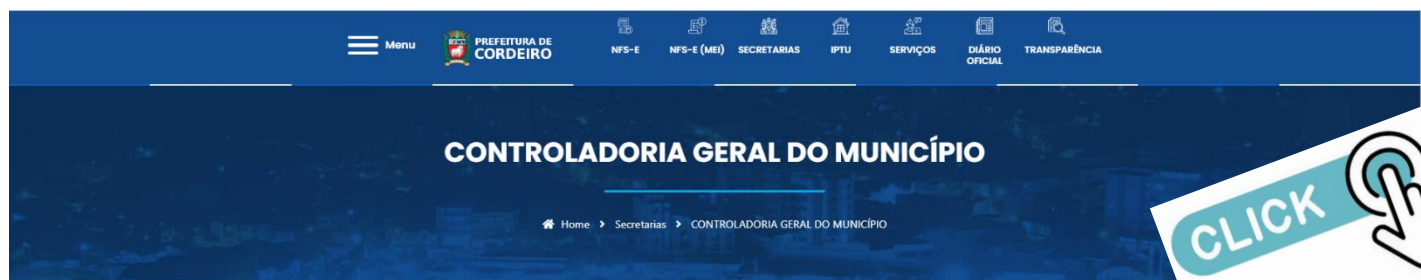 Menu
PREFEITURA DE
CORDEIRO
NFS-E
NFS-E (MEI)
SECRETARIAS
IPTU
SERVIÇOS
DIÁRIO
OFICIAL
TRANSPARÊNCIA
CONTROLADORIA GERAL DO MUNICÍPIO
Home > Secretarias > CONTROLADORIA GERAL DO MUNICÍPIO
CLICK